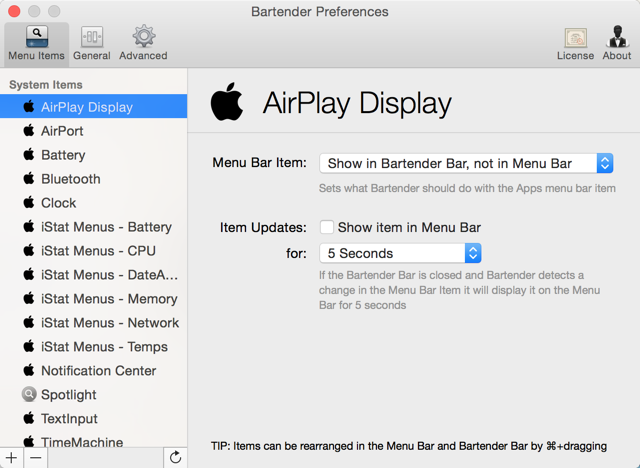 Bartender Preferences
Menu Items General Advanced License About
System Items
AirPlay Display
AirPort
Battery
Bluetooth
Clock
iStat Menus - Battery
iStat Menus - CPU
iStat Menus - DateA...
iStat Menus - Memory
iStat Menus - Network
iStat Menus - Temps
Notification Center
Spotlight
TextInput
TimeMachine
AirPlay Display
Menu Bar Item: Show in Bartender Bar, not in Menu Bar
Sets what Bartender should do with the Apps menu bar item
Item Updates: Show item in Menu Bar
for: 5 Seconds
If the Bartender Bar is closed and Bartender detects a
change in the Menu Bar Item it will display it on the Menu
Bar for 5 seconds
TIP: Items can be rearranged in the Menu Bar and Bartender Bar by ⌘+dragging